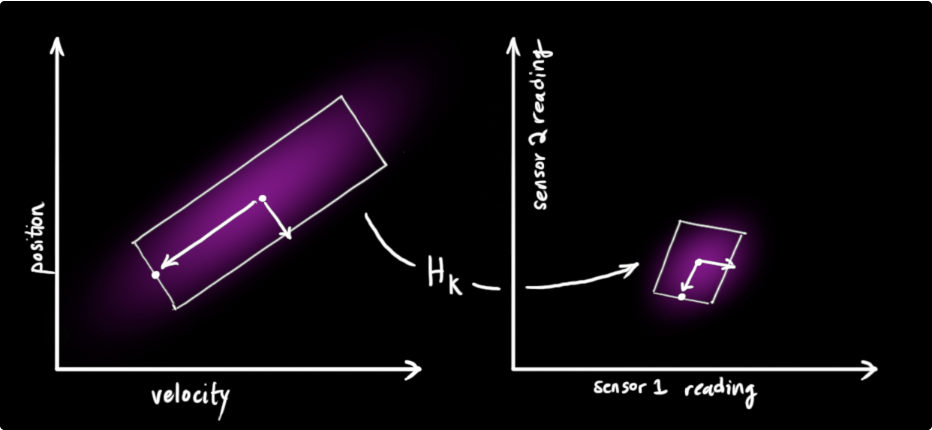 position
velocity
H_k
sensor 2 reading
sensor 1 reading